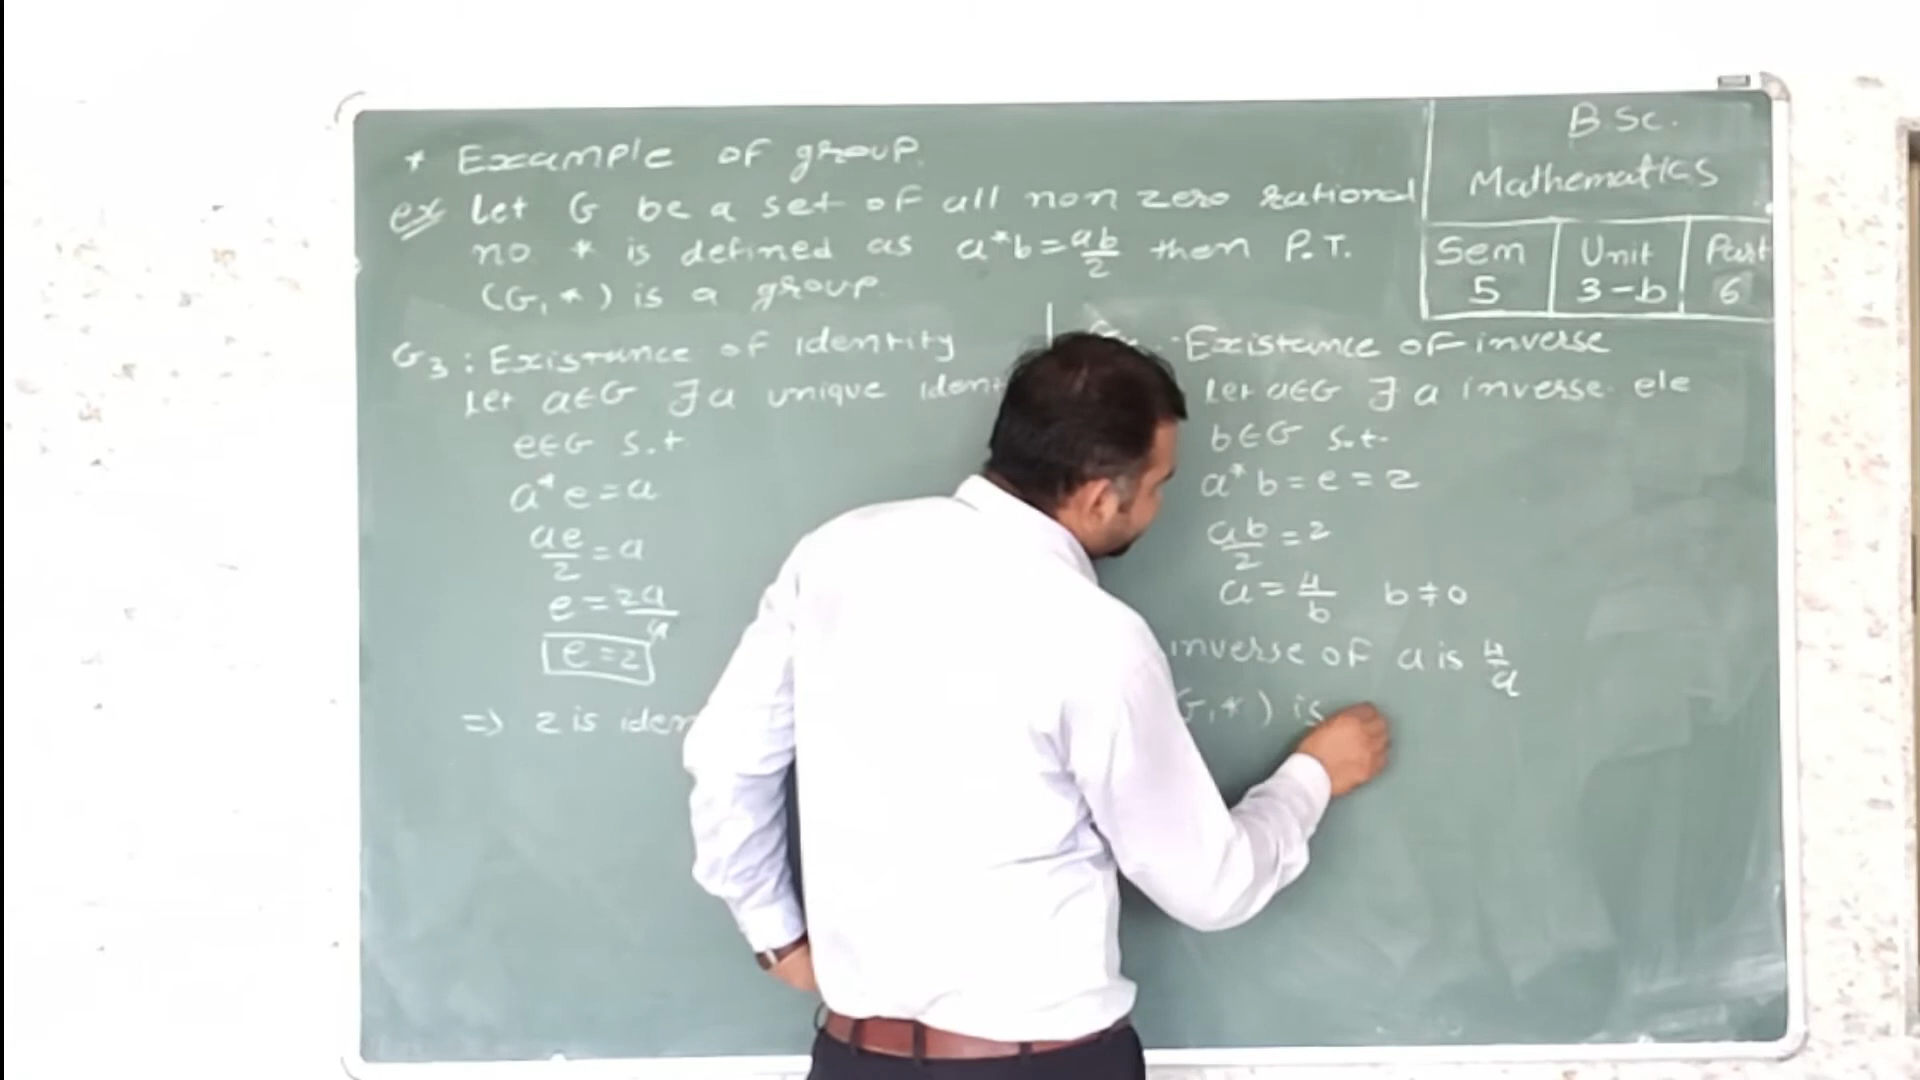 * Example of group.
ex Let G be a set of all non zero rational
no * is defined as a*b=ab/2 then P.T.
(G,*) is a group.
B.Sc.
Mathematics
Sem Unit Part
5 3-b 6
G3: Existance of identity
Let a∈G ∃ a unique
e∈G s.t
a*e=a
ae/2=a
e=2a/a
e=2
=> 2 is
Existance of inverse
Let a∈G ∃ a inverse ele
b∈G s.t.
a*b=e=2
ab/2=2
a=4/b b≠0
inverse of a is 4/a
,*) is